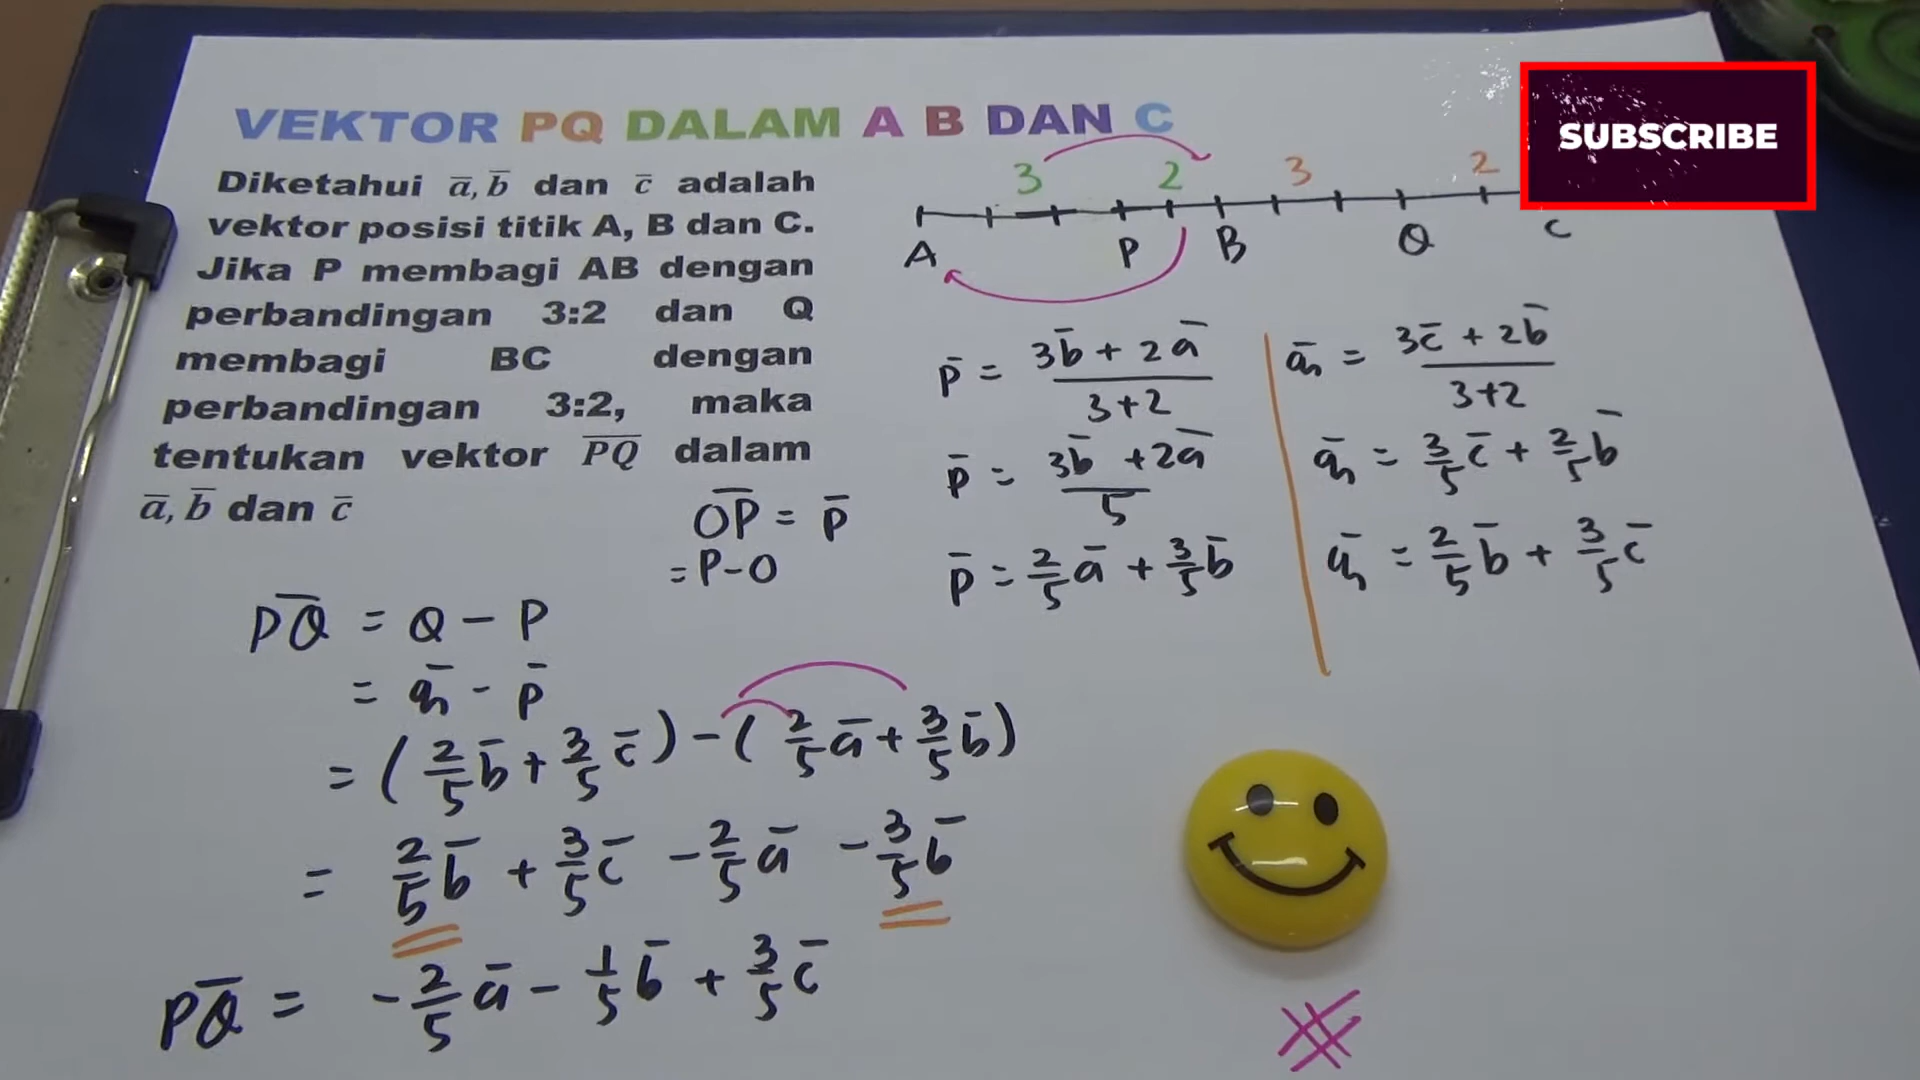 VEKTOR PQ DALAM A B DAN C
Diketahui a̅, b̅ dan c̅ adalah
vektor posisi titik A, B dan C.
Jika P membagi AB dengan
perbandingan 3:2 dan Q
membagi BC dengan
perbandingan 3:2, maka
tentukan vektor P̅Q̅ dalam
a̅, b̅ dan c̅
SUBSCRIBE
3 2 3 2
A P B Q C
O̅P̅ = p̅
= P-O
p̅ = (3b̅ + 2a̅)/(3+2)
p̅ = (3b̅ + 2a̅)/5
p̅ = 2/5 a̅ + 3/5 b̅
q̅ = (3c̅ + 2b̅)/(3+2)
q̅ = 3/5 c̅ + 2/5 b̅
q̅ = 2/5 b̅ + 3/5 c̅
P̅Q̅ = Q - P
= q̅ - p̅
= (2/5 b̅ + 3/5 c̅) - (2/5 a̅ + 3/5 b̅)
= 2/5 b̅ + 3/5 c̅ - 2/5 a̅ - 3/5 b̅
P̅Q̅ = -2/5 a̅ - 1/5 b̅ + 3/5 c̅